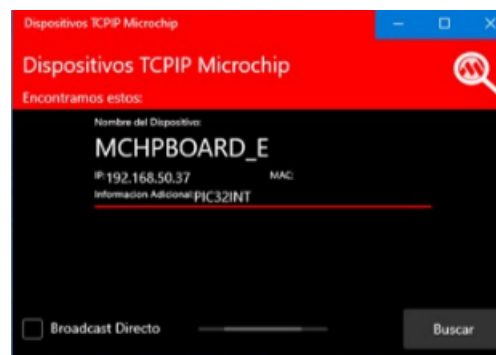 Dispositivos TCPIP Microchip
Dispositivos TCPIP Microchip
Encontramos estos:
Nombre del Dispositivo:
MCHPBOARD_E
IP:192.168.50.37 MAC:
Informacion Adicional:PIC32INT
Broadcast Directo
Buscar